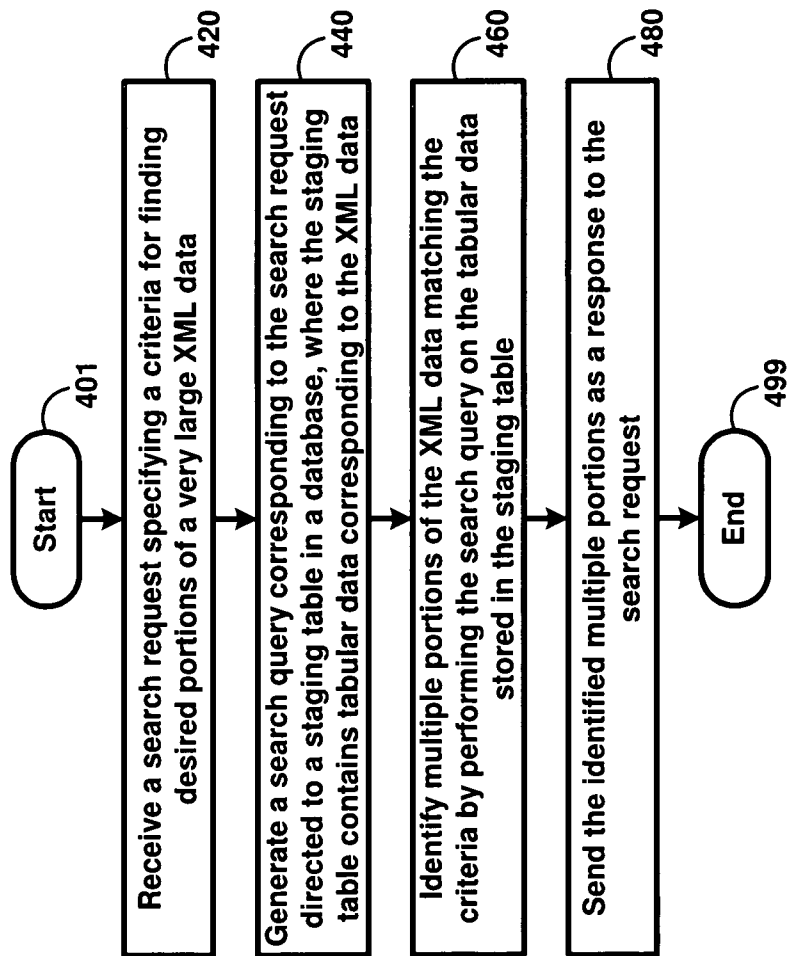 Start
401
Receive a search request specifying a criteria for finding
desired portions of a very large XML data
420
Generate a search query corresponding to the search request
directed to a staging table in a database, where the staging
table contains tabular data corresponding to the XML data
440
Identify multiple portions of the XML data matching the
criteria by performing the search query on the tabular data
stored in the staging table
460
Send the identified multiple portions as a response to the
search request
480
End
499